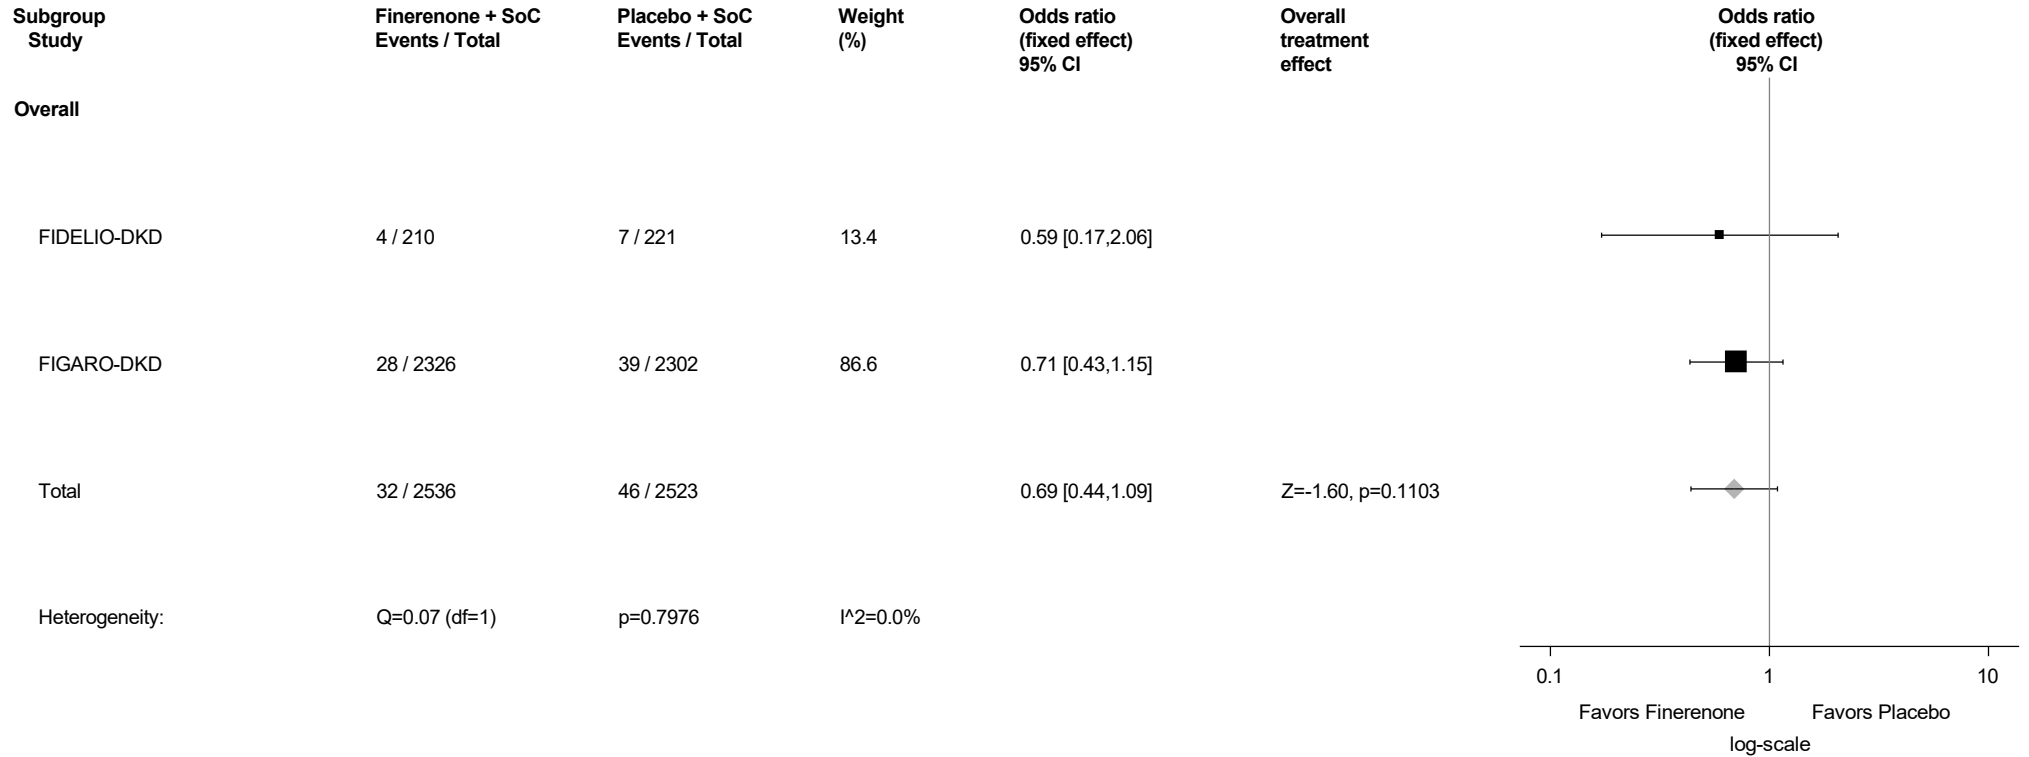 Subgroup Finerenone + SoC Placebo + SoC Weight Odds ratio Overall Odds ratio
Study Events / Total Events / Total (%) (fixed effect) treatment (fixed effect)
95% CI effect 95% CI
Overall
FIDELIO-DKD 4 / 210 7 / 221 13.4 0.59 [0.17,2.06]
FIGARO-DKD 28 / 2326 39 / 2302 86.6 0.71 [0.43,1.15]
Total 32 / 2536 46 / 2523 0.69 [0.44,1.09] Z=-1.60, p=0.1103
Heterogeneity: Q=0.07 (df=1) p=0.7976 I^2=0.0%
0.1 1 10
Favors Finerenone Favors Placebo
log-scale